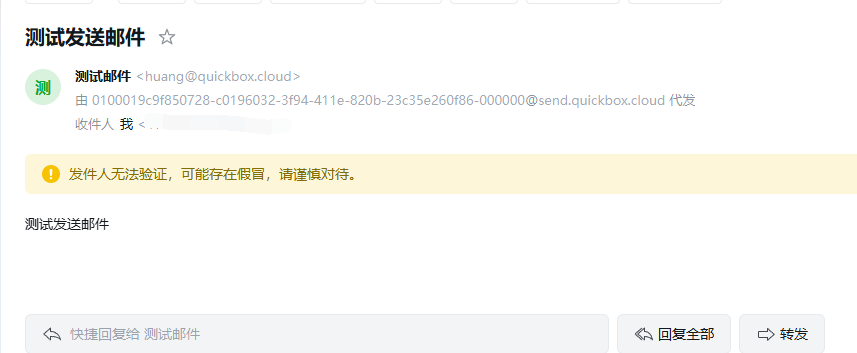 测试发送邮件
测
测试邮件 <huang@quickbox.cloud>
由 0100019c9f850728-c0196032-3f94-411e-820b-23c35e260f86-000000@send.quickbox.cloud 代发
收件人 我 <
发件人无法验证，可能存在假冒，请谨慎对待。
测试发送邮件
快捷回复给 测试邮件
回复全部
转发